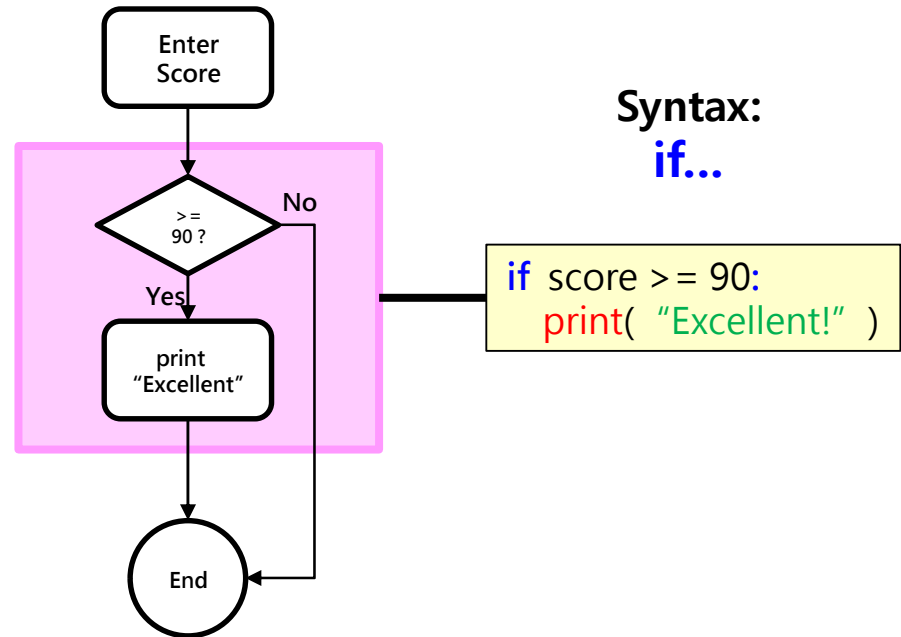 Enter
Score
Syntax:
if...
>=
90 ?
No
Yes
print
“Excellent”
if score >= 90:
print( “Excellent!” )
End